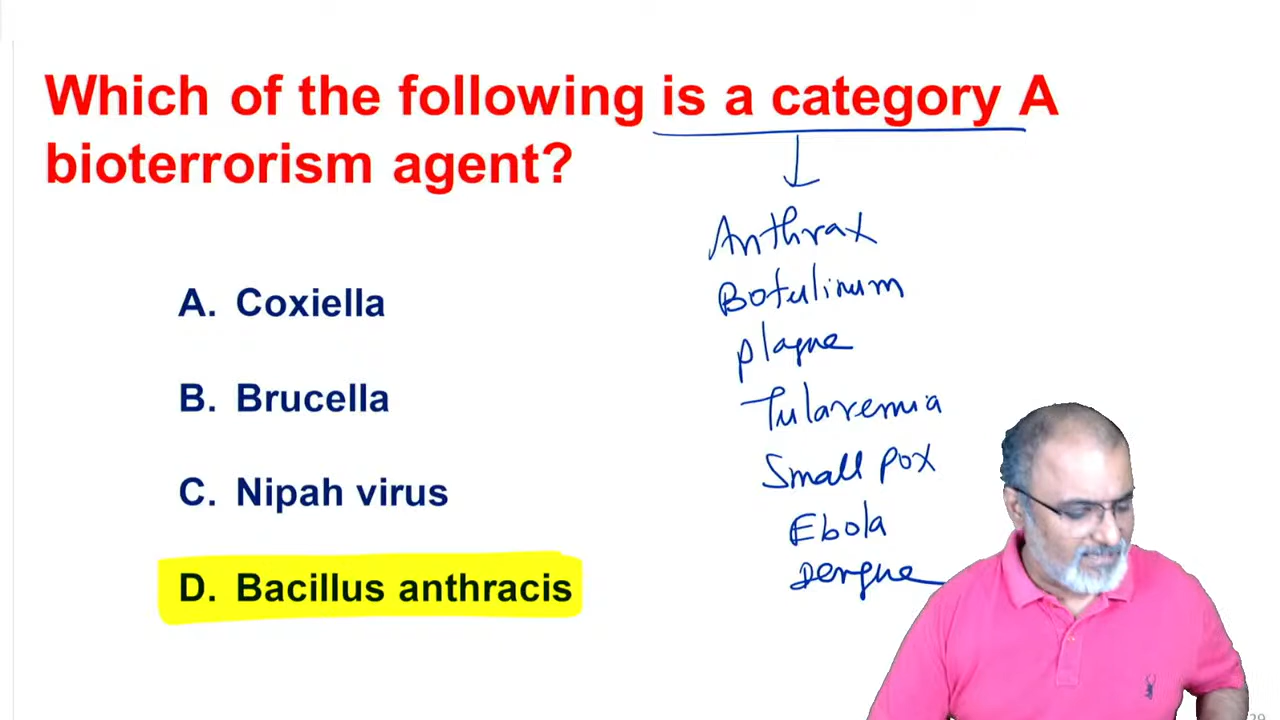 Which of the following is a category A
bioterrorism agent?
A. Coxiella
B. Brucella
C. Nipah virus
D. Bacillus anthracis
Anthrax
Botulinum
plague
Tularemia
Small pox
Ebola
Dengue
29